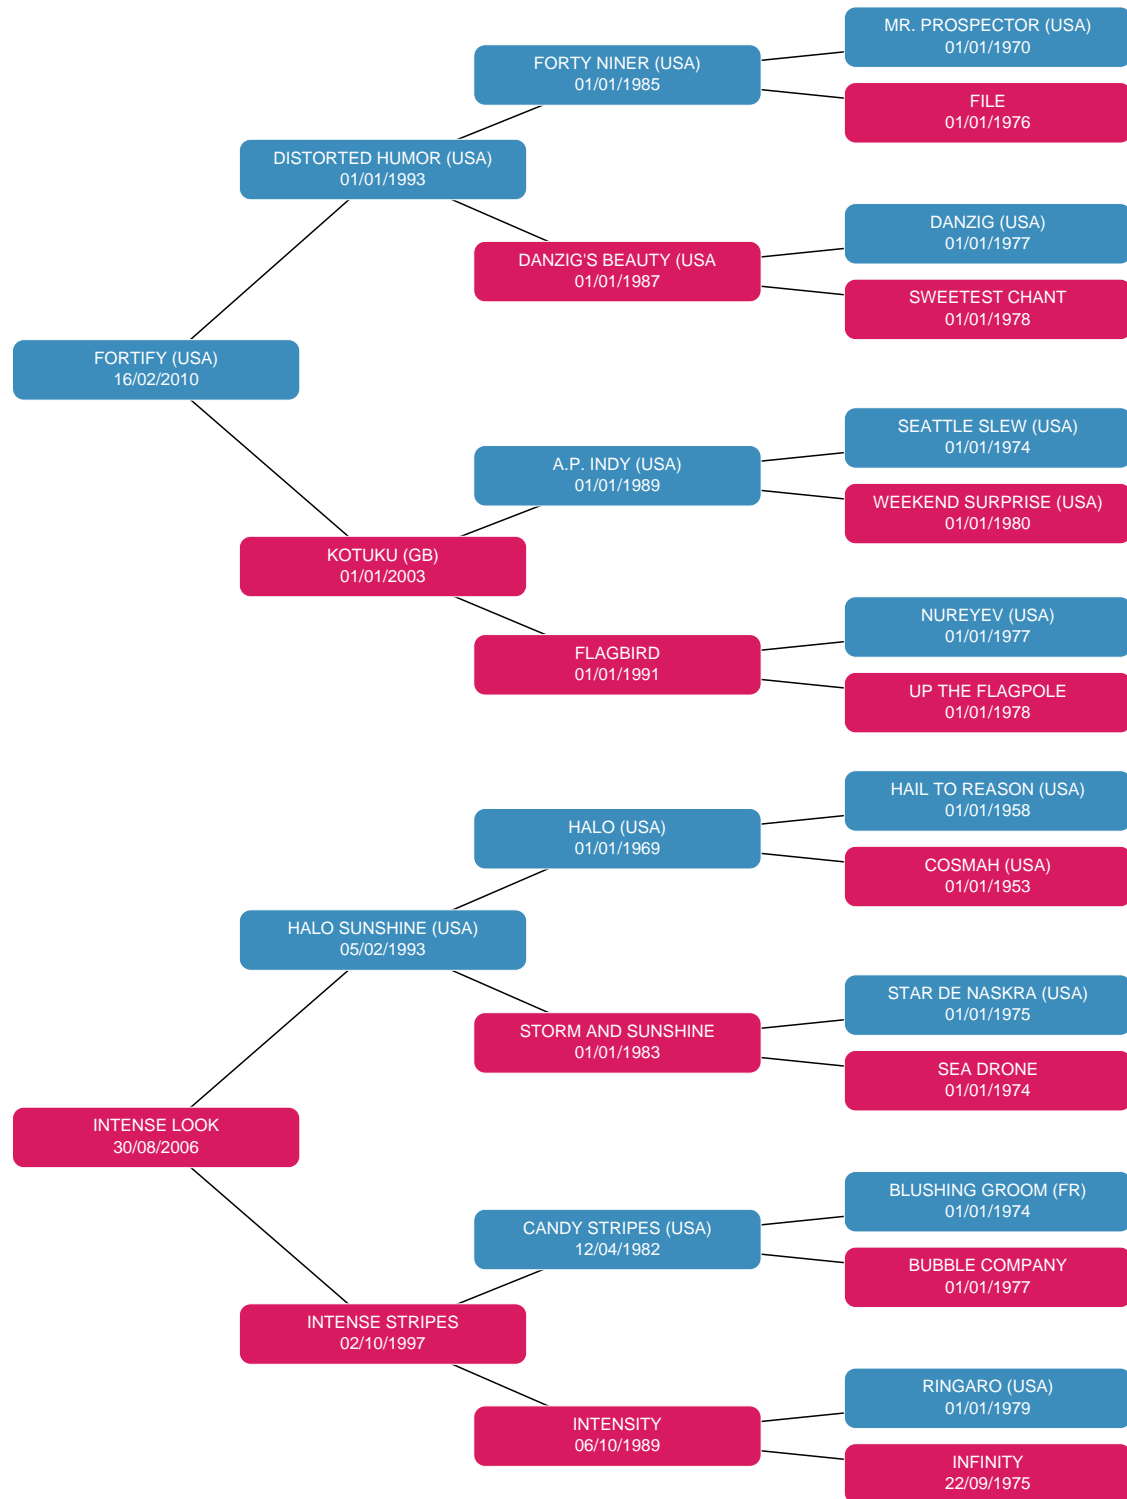 MR. PROSPECTOR (USA)
01/01/1970
FORTY NINER (USA)
01/01/1985
FILE
01/01/1976
DISTORTED HUMOR (USA)
01/01/1993
DANZIG (USA)
01/01/1977
DANZIG'S BEAUTY (USA
01/01/1987
SWEETEST CHANT
01/01/1978
FORTIFY (USA)
16/02/2010
SEATTLE SLEW (USA)
01/01/1974
A.P. INDY (USA)
01/01/1989
WEEKEND SURPRISE (USA)
01/01/1980
KOTUKU (GB)
01/01/2003
NUREYEV (USA)
01/01/1977
FLAGBIRD
01/01/1991
UP THE FLAGPOLE
01/01/1978
HAIL TO REASON (USA)
01/01/1958
HALO (USA)
01/01/1969
COSMAH (USA)
01/01/1953
HALO SUNSHINE (USA)
05/02/1993
STAR DE NASKRA (USA)
01/01/1975
STORM AND SUNSHINE
01/01/1983
SEA DRONE
01/01/1974
INTENSE LOOK
30/08/2006
BLUSHING GROOM (FR)
01/01/1974
CANDY STRIPES (USA)
12/04/1982
BUBBLE COMPANY
01/01/1977
INTENSE STRIPES
02/10/1997
RINGARO (USA)
01/01/1979
INTENSITY
06/10/1989
INFINITY
22/09/1975